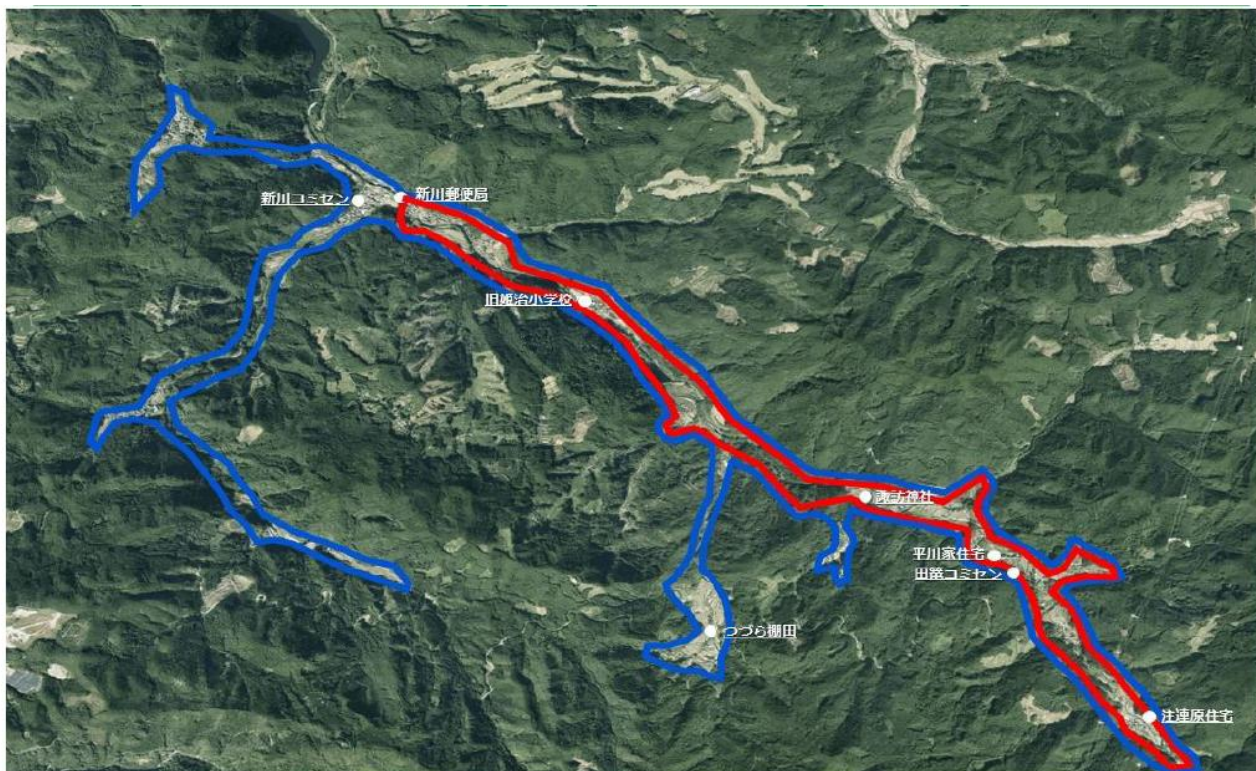 新川コミセン
新川郵便局
旧姫治小学校
諏訪神社
平川家住宅
田篭コミセン
つづら棚田
注連原住宅